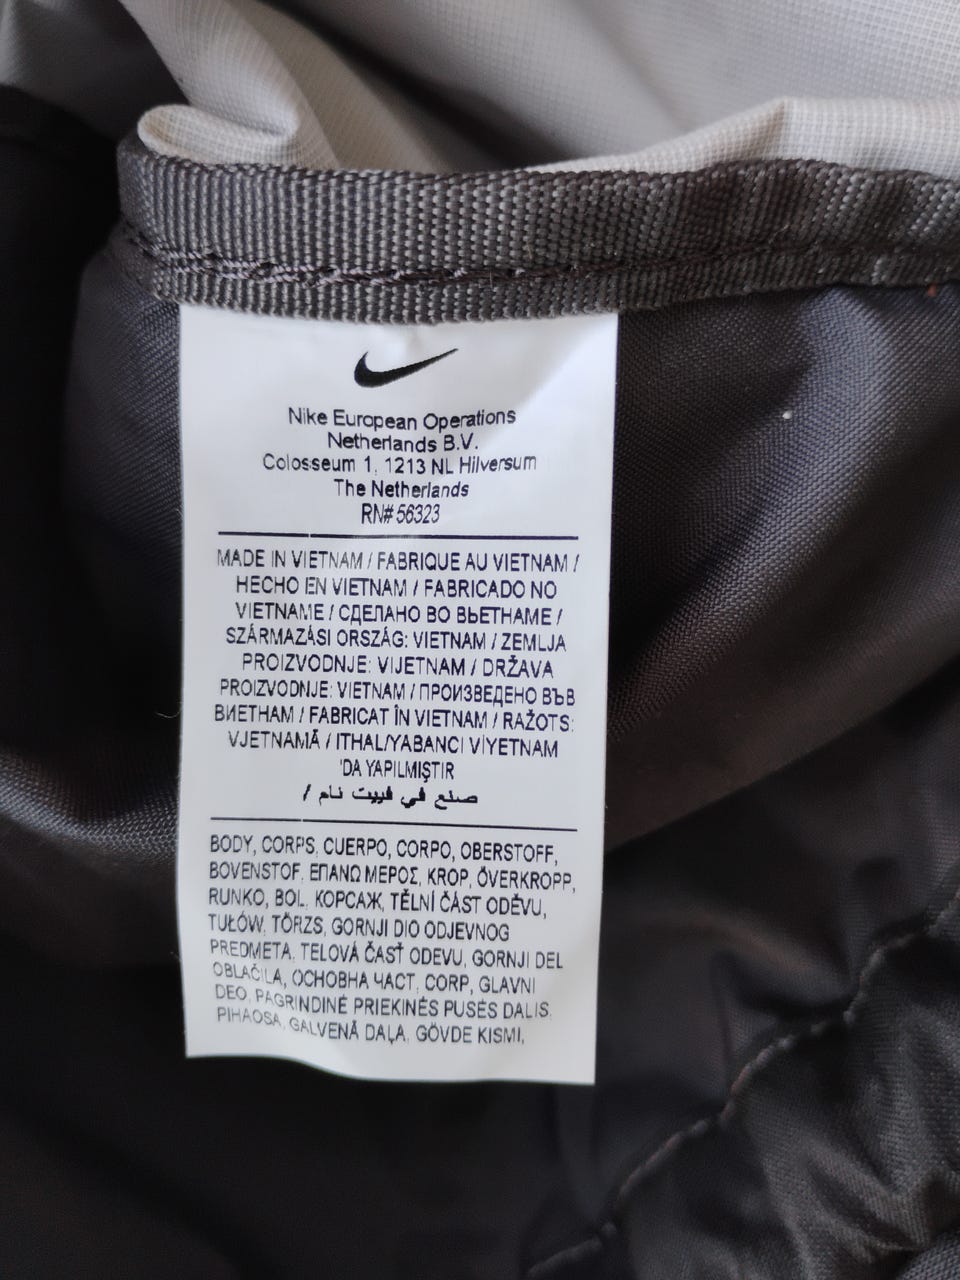 Nike European Operations
Netherlands B.V.
Colosseum 1, 1213 NL Hilversum
The Netherlands
RN# 56323
MADE IN VIETNAM / FABRIQUE AU VIETNAM /
HECHO EN VIETNAM / FABRICADO NO
VIETNAME / СДЕЛАНО ВО ВЬЕТНАМЕ /
SZÁRMAZÁSI ORSZÁG: VIETNAM / ZEMLJA
PROIZVODNJE: VIJETNAM / DRŽAVA
PROIZVODNJE: VIETNAM / ПРОИЗВЕДЕНО ВЪВ
ВИЕТНАМ / FABRICAT ÎN VIETNAM / RAŽOTS:
VJETNAMĀ / ITHAL/YABANCI VİYETNAM
'DA YAPILMIŞTIR
صنع في فييت نام /
BODY, CORPS, CUERPO, CORPO, OBERSTOFF,
BOVENSTOF, ΕΠΑΝΩ ΜΕΡΟΣ, KROP, ÖVERKROPP,
RUNKO, BOL, КОРСАЖ, TĚLNÍ ČÁST ODĚVU,
TUŁÓW, TÖRZS, GORNJI DIO ODJEVNOG
PREDMETA, TELOVÁ ČASŤ ODEVU, GORNJI DEL
OBLAČILA, ОСНОВНА ЧАСТ, CORP, GLAVNI
DEO, PAGRINDINĖ PRIEKINĖS PUSĖS DALIS,
PIHAOSA, GALVENĀ DAĻA, GÖVDE KISMI,